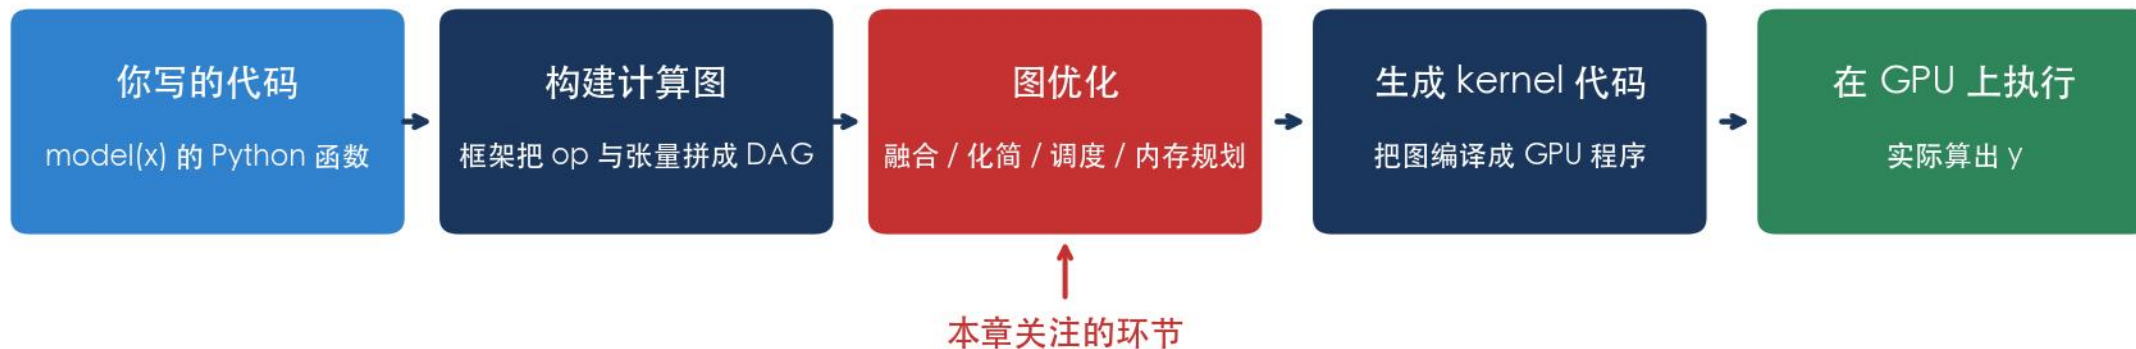 你写的代码
model(x) 的 Python 函数
构建计算图
框架把 op 与张量拼成 DAG
图优化
融合 / 化简 / 调度 / 内存规划
生成 kernel 代码
把图编译成 GPU 程序
在 GPU 上执行
实际算出 y
本章关注的环节